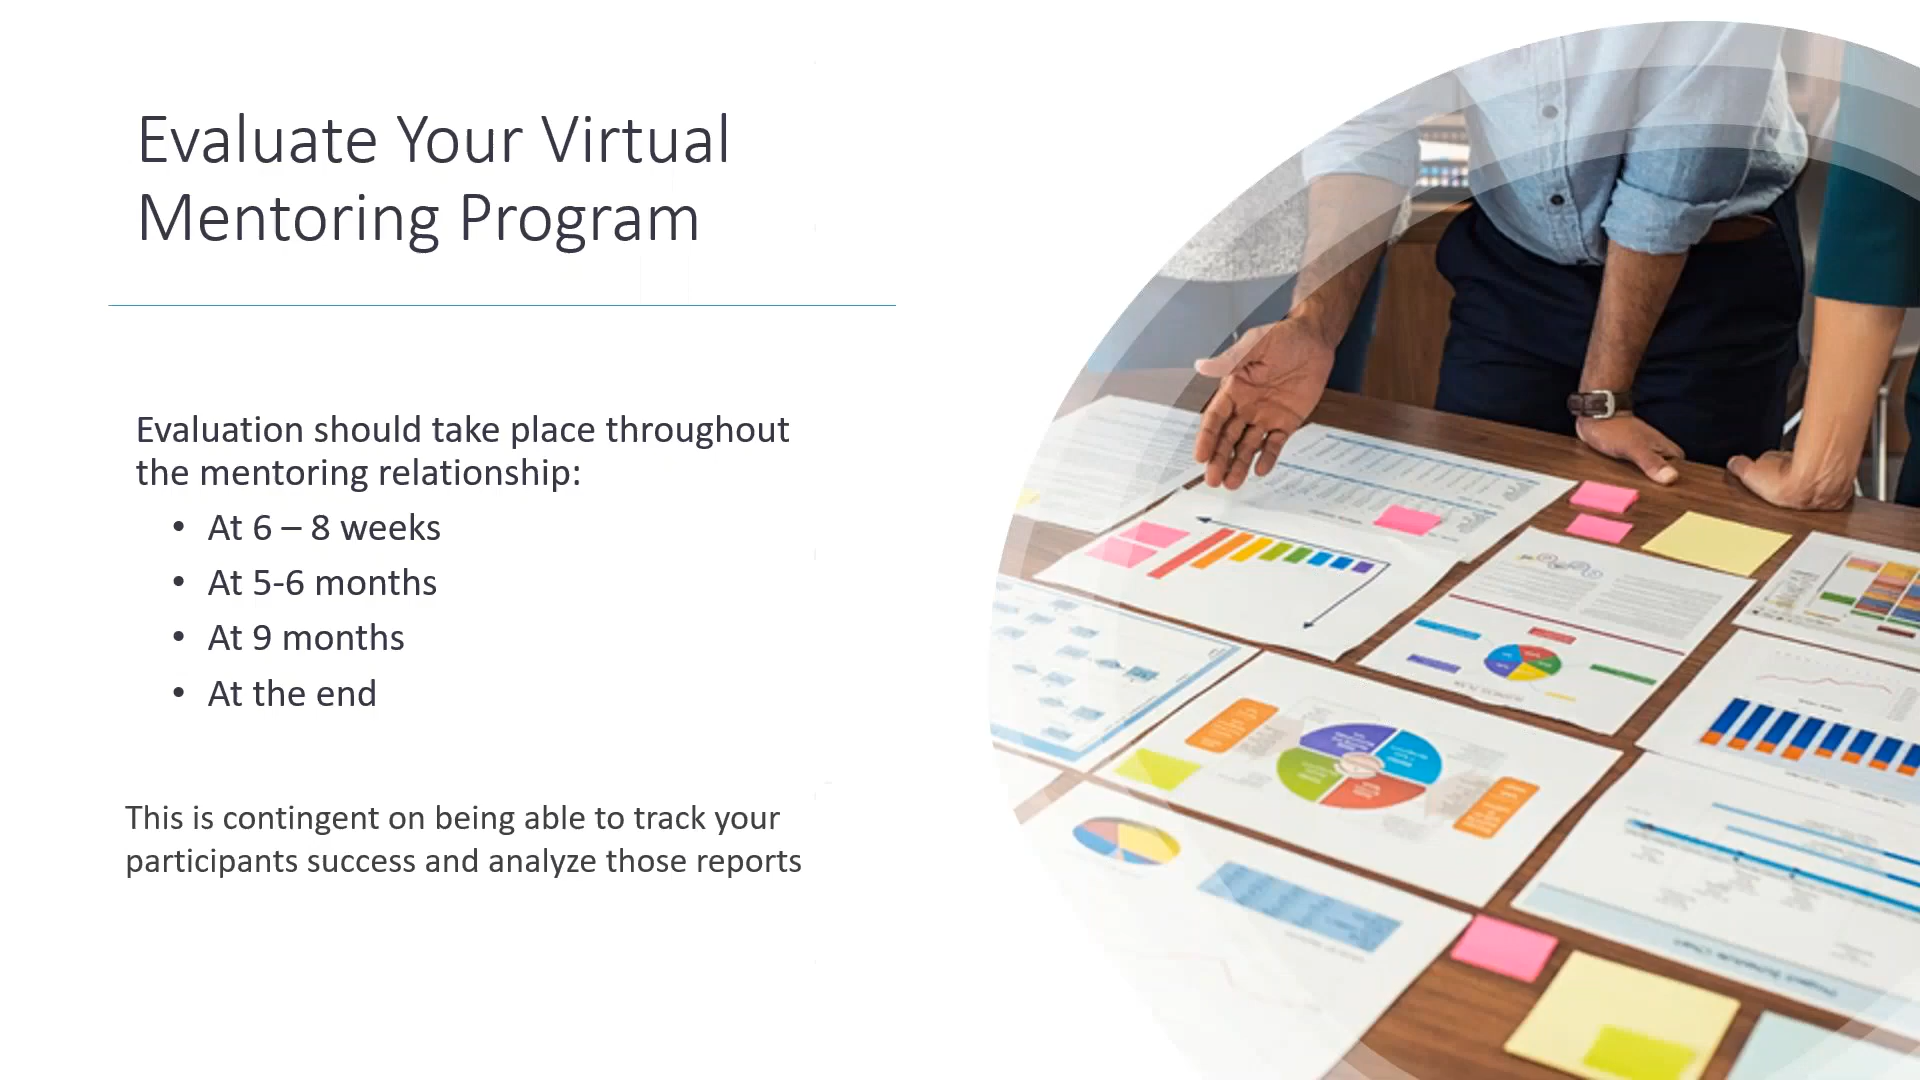 Evaluate Your Virtual
Mentoring Program
Evaluation should take place throughout
the mentoring relationship:
• At 6 – 8 weeks
• At 5-6 months
• At 9 months
• At the end
This is contingent on being able to track your
participants success and analyze those reports